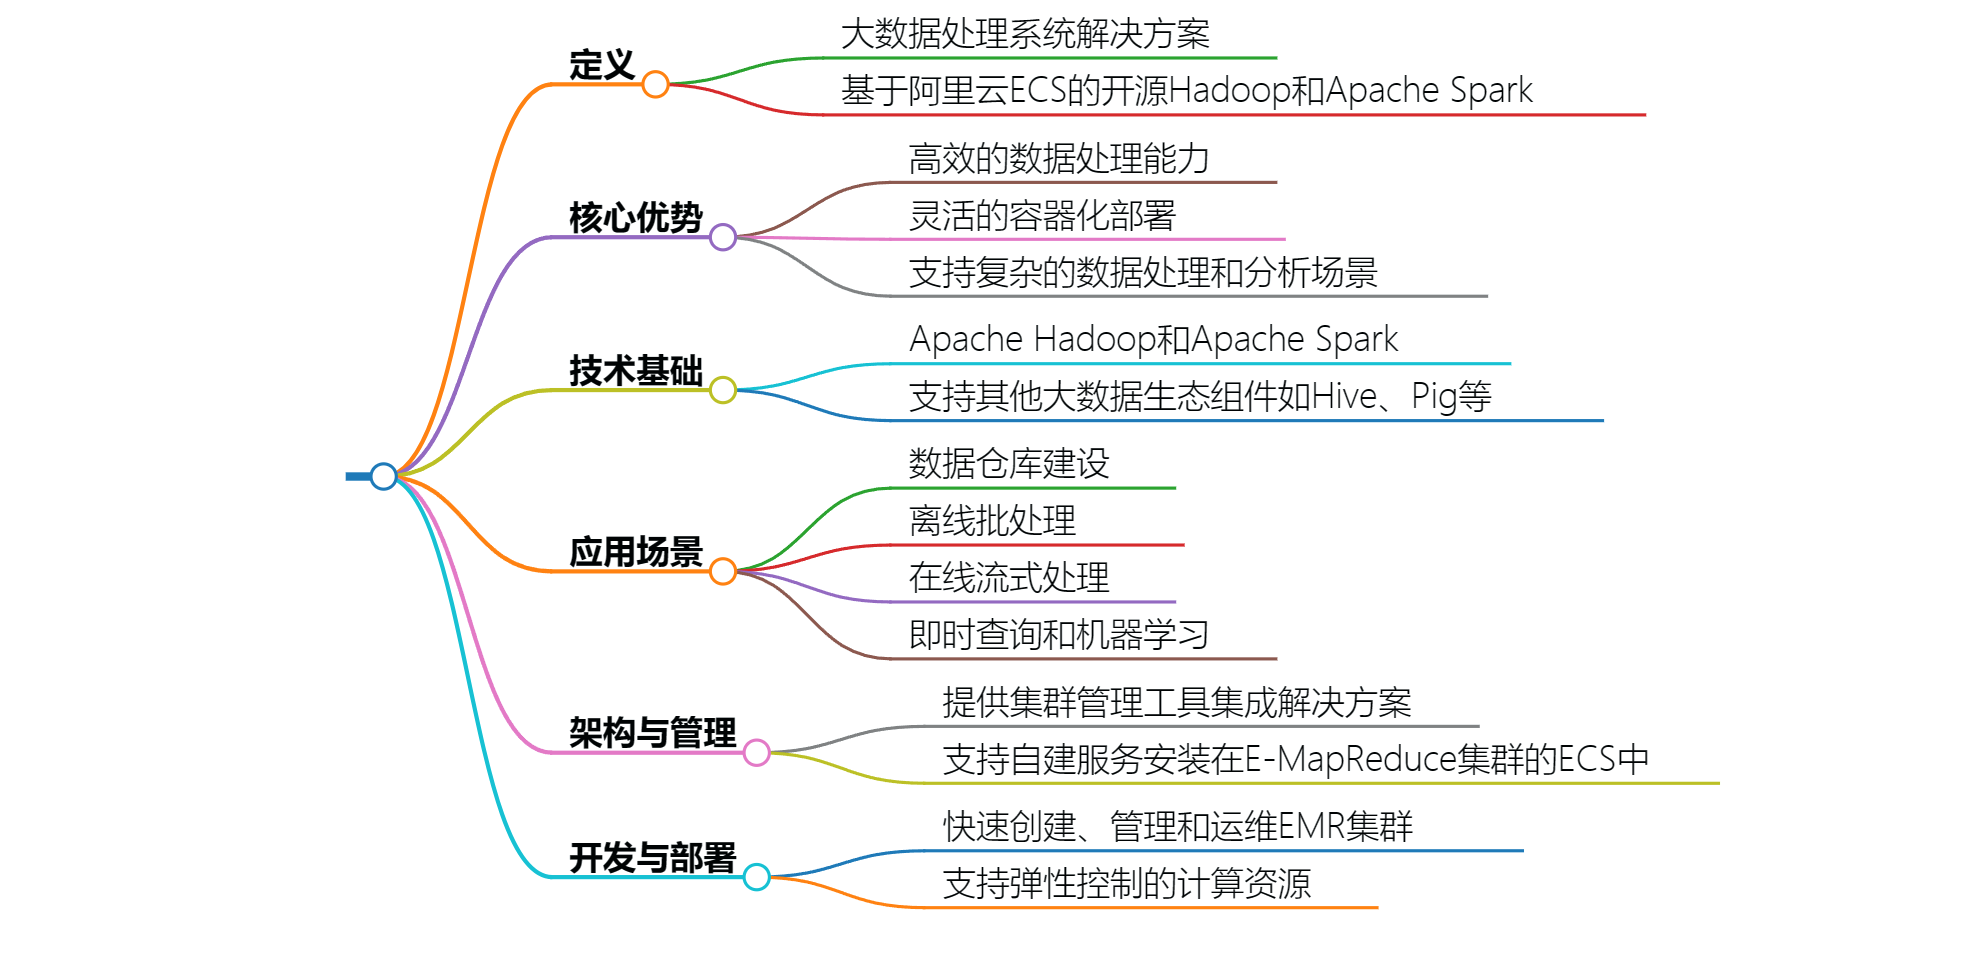 定义
大数据处理系统解决方案
基于阿里云ECS的开源Hadoop和Apache Spark
核心优势
高效的数据处理能力
灵活的容器化部署
支持复杂的数据处理和分析场景
技术基础
Apache Hadoop和Apache Spark
支持其他大数据生态组件如Hive、Pig等
应用场景
数据仓库建设
离线批处理
在线流式处理
即时查询和机器学习
架构与管理
提供集群管理工具集成解决方案
支持自建服务安装在E-MapReduce集群的ECS中
开发与部署
快速创建、管理和运维EMR集群
支持弹性控制的计算资源